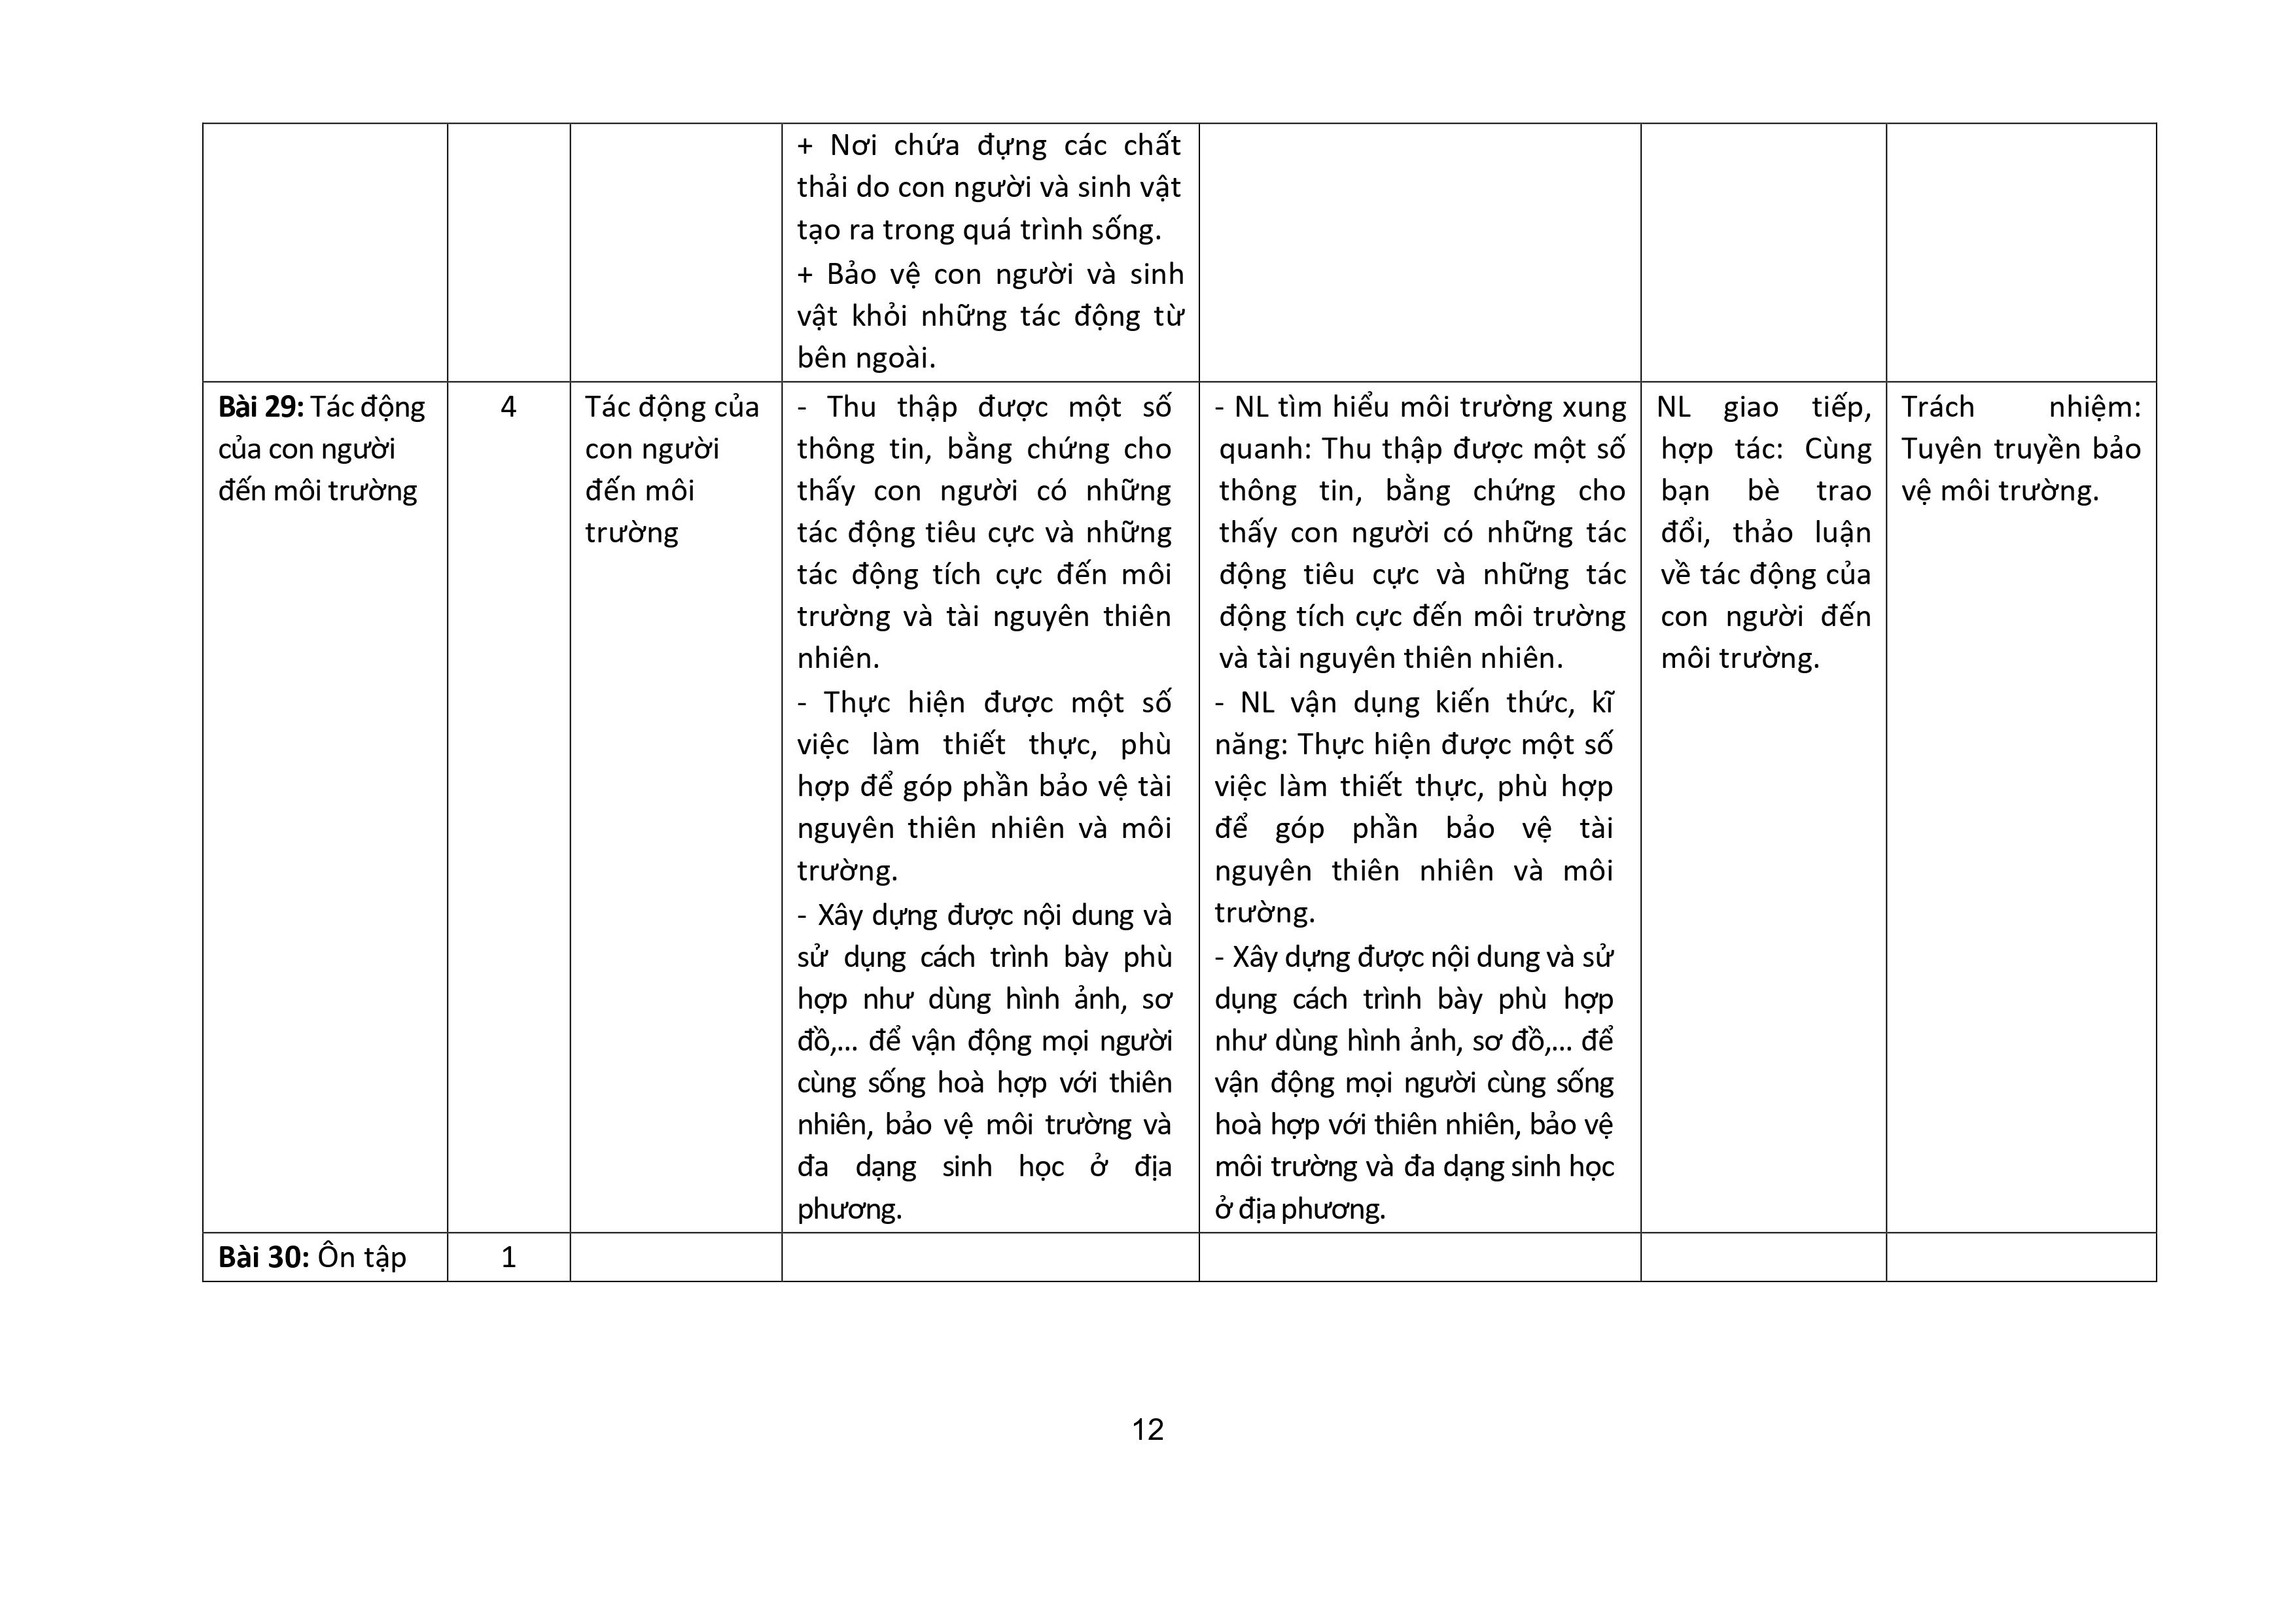 + Nơi chứa đựng các chất
thải do con người và sinh vật
tạo ra trong quá trình sống.
+ Bảo vệ con người và sinh
vật khỏi những tác động từ
bên ngoài.
Bài 29: Tác động
của con người
đến môi trường
4
Tác động của
con người
đến môi
trường
- Thu thập được một số
thông tin, bằng chứng cho
thấy con người có những
tác động tiêu cực và những
tác động tích cực đến môi
trường và tài nguyên thiên
nhiên.
- Thực hiện được một số
việc làm thiết thực, phù
hợp để góp phần bảo vệ tài
nguyên thiên nhiên và môi
trường.
- Xây dựng được nội dung và
sử dụng cách trình bày phù
hợp như dùng hình ảnh, sơ
đồ,... để vận động mọi người
cùng sống hoà hợp với thiên
nhiên, bảo vệ môi trường và
đa dạng sinh học ở địa
phương.
- NL tìm hiểu môi trường xung
quanh: Thu thập được một số
thông tin, bằng chứng cho
thấy con người có những tác
động tiêu cực và những tác
động tích cực đến môi trường
và tài nguyên thiên nhiên.
- NL vận dụng kiến thức, kĩ
năng: Thực hiện được một số
việc làm thiết thực, phù hợp
để góp phần bảo vệ tài
nguyên thiên nhiên và môi
trường.
- Xây dựng được nội dung và sử
dụng cách trình bày phù hợp
như dùng hình ảnh, sơ đồ,... để
vận động mọi người cùng sống
hoà hợp với thiên nhiên, bảo vệ
môi trường và đa dạng sinh học
ở địa phương.
NL giao tiếp,
hợp tác: Cùng
bạn bè trao
đổi, thảo luận
về tác động của
con người đến
môi trường.
Trách nhiệm:
Tuyên truyền bảo
vệ môi trường.
Bài 30: Ôn tập
1
12